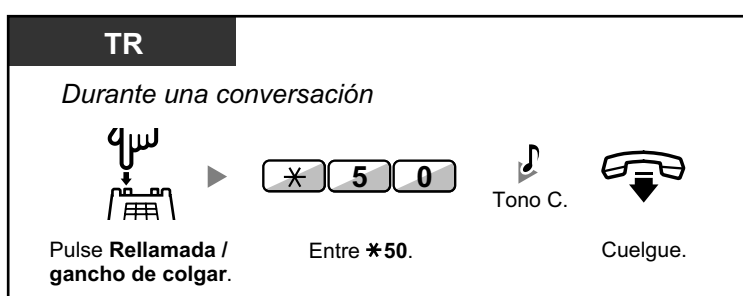 TR
Durante una conversación
✳ 5 0
Tono C.
Pulse Rellamada /
gancho de colgar.
Entre ✳50.
Cuelgue.